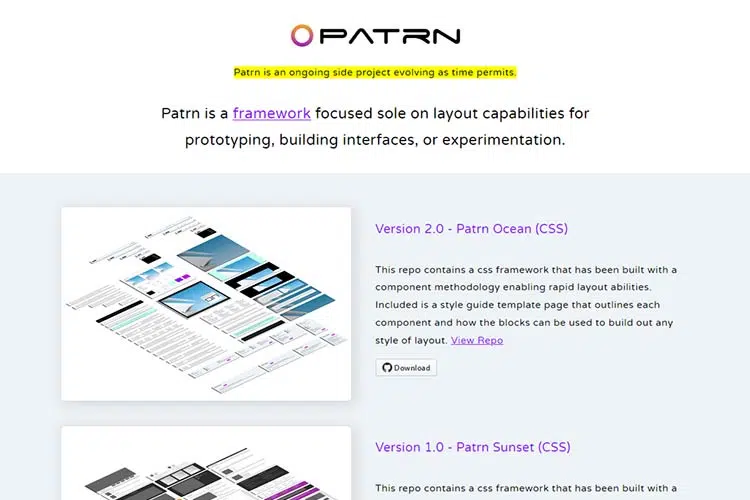 PATRN
Patrn is an ongoing side project evolving as time permits.
Patrn is a framework focused sole on layout capabilities for
prototyping, building interfaces, or experimentation.
Version 2.0 - Patrn Ocean (CSS)
This repo contains a css framework that has been built with a
component methodology enabling rapid layout abilities.
Included is a style guide template page that outlines each
component and how the blocks can be used to build out any
style of layout. View Repo
Download
Version 1.0 - Patrn Sunset (CSS)
This repo contains a css framework that has been built with a